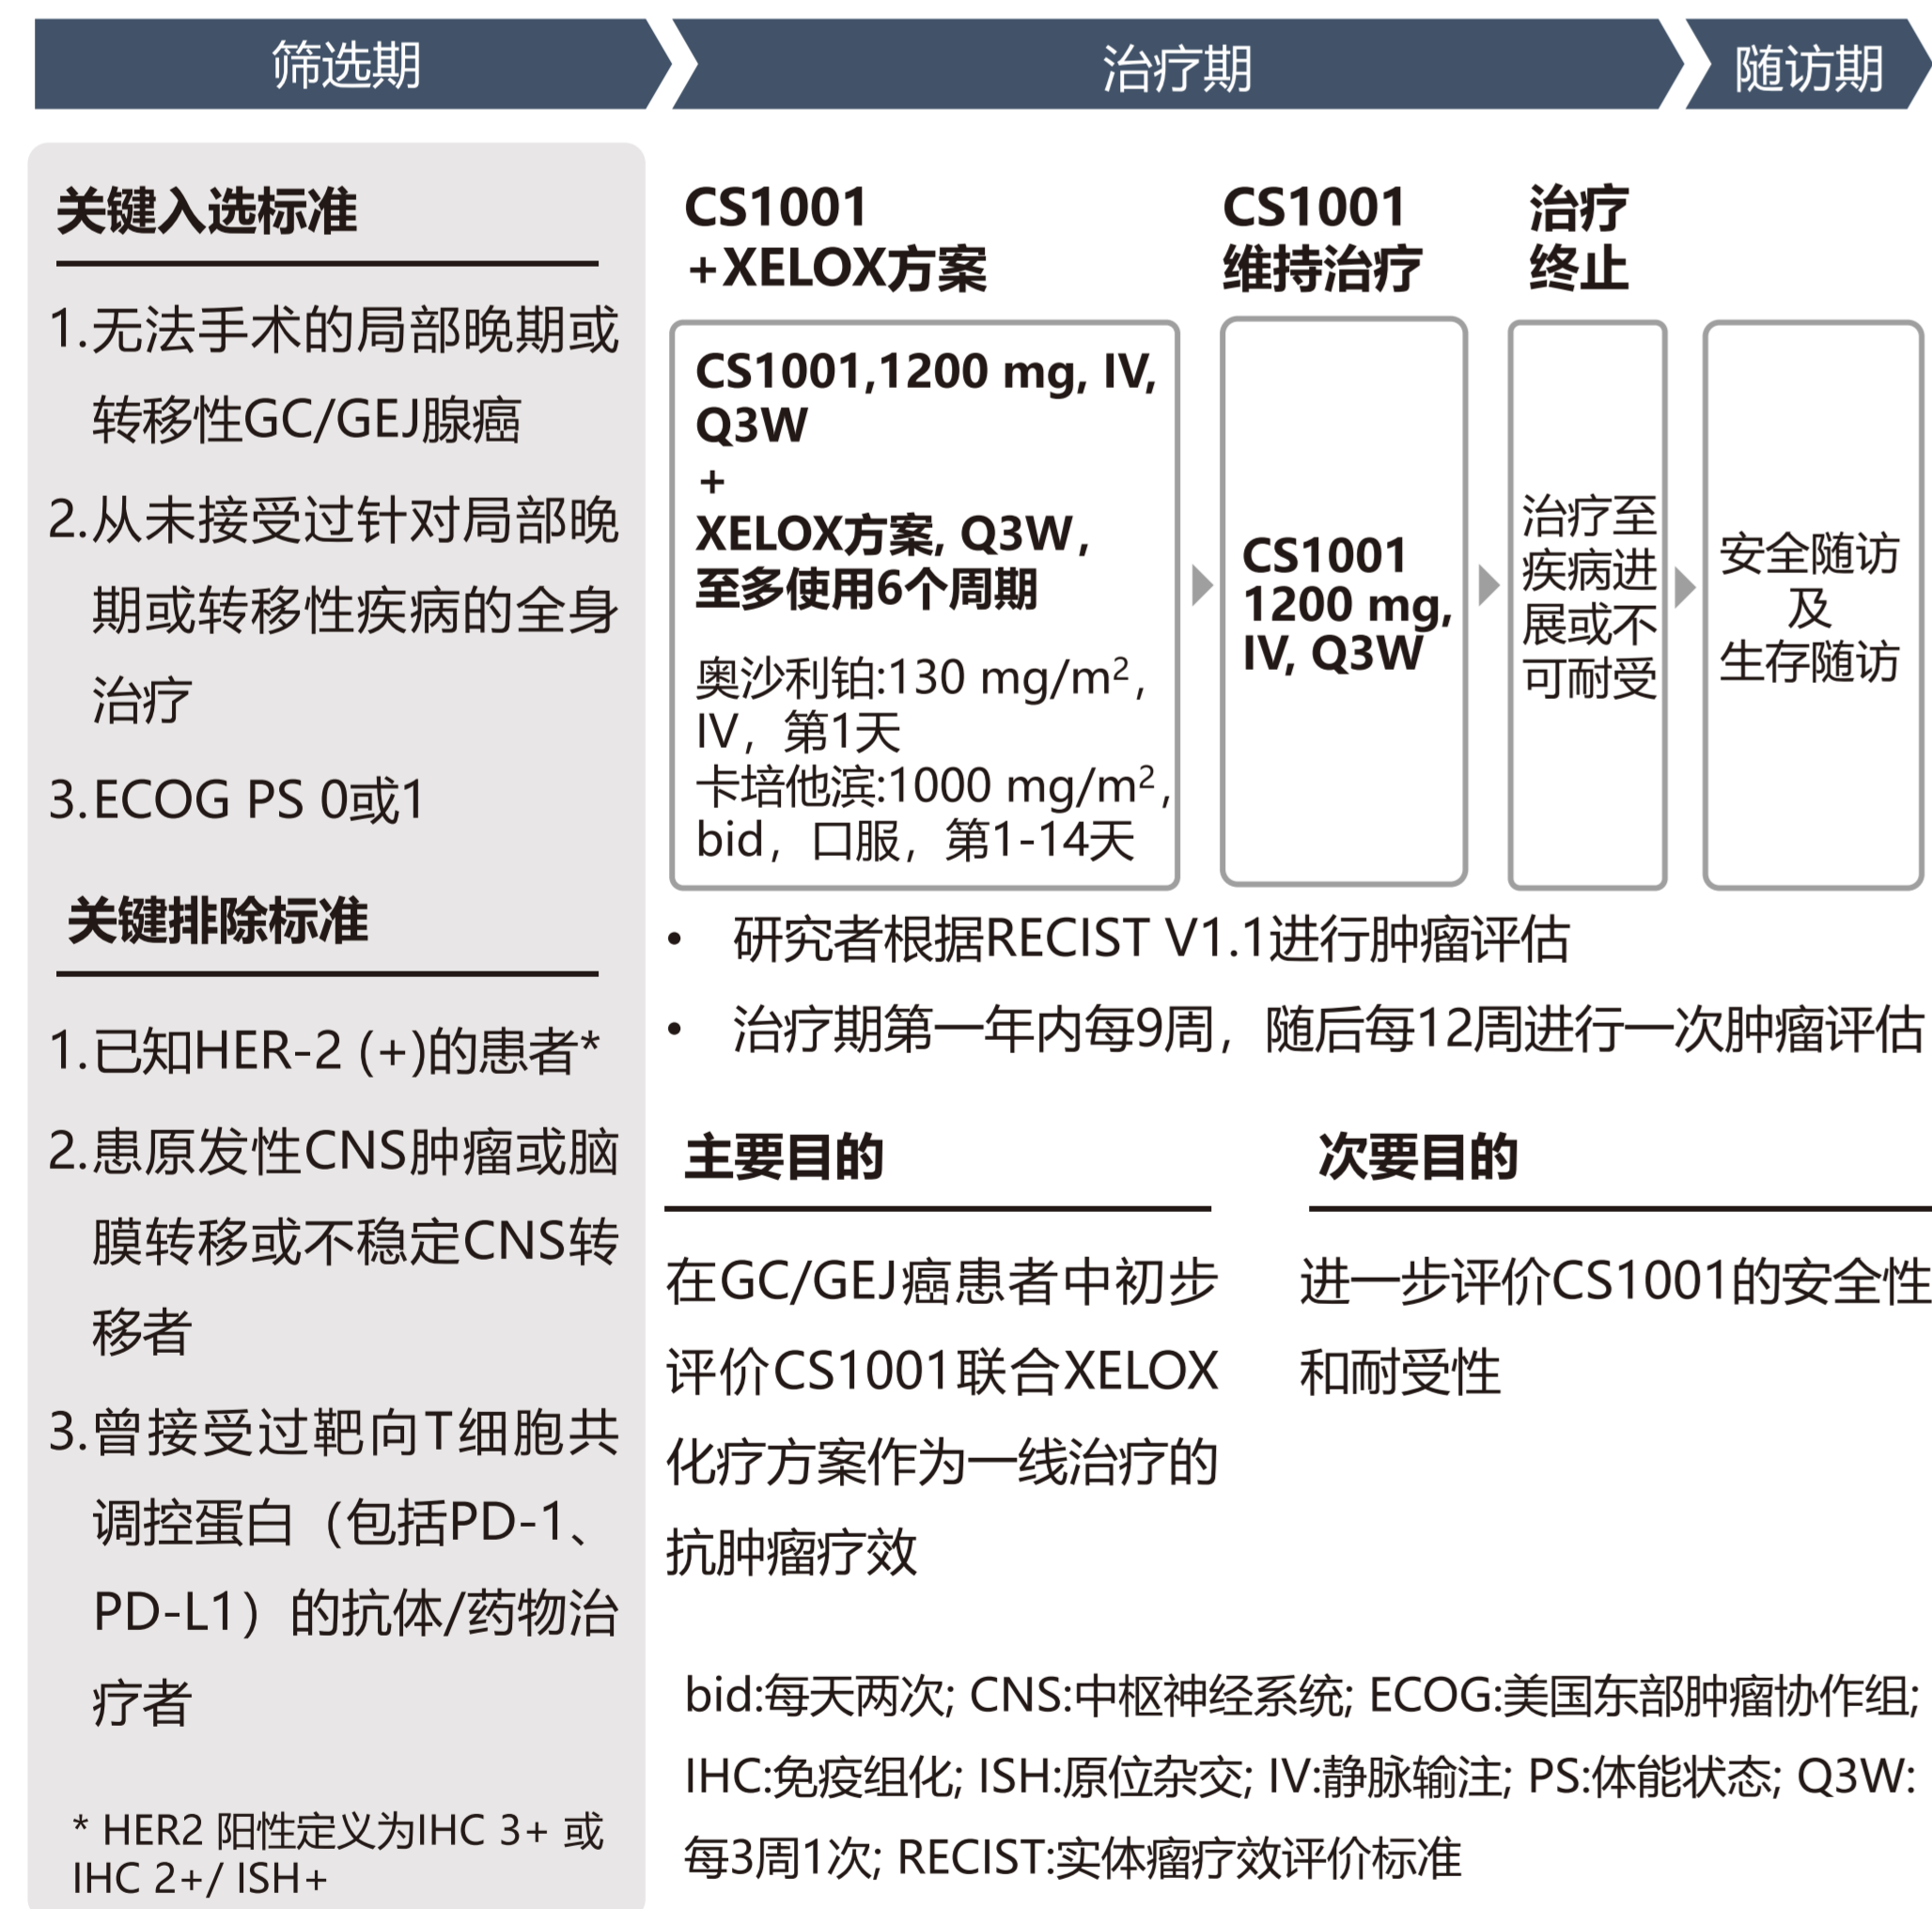 筛选期
治疗期
随访期
关键入选标准
1.无法手术的局部晚期或
转移性GC/GEJ腺癌
2.从未接受过针对局部晚
期或转移性疾病的全身
治疗
3.ECOG PS 0或1
关键排除标准
1.已知HER-2 (+)的患者*
2.患原发性CNS肿瘤或脑
膜转移或不稳定CNS转
移者
3.曾接受过靶向T细胞共
调控蛋白（包括PD-1、
PD-L1）的抗体/药物治
疗者
* HER2 阳性定义为IHC 3+ 或
IHC 2+/ ISH+
CS1001
+XELOX方案
CS1001,1200 mg, IV,
Q3W
+
XELOX方案, Q3W,
至多使用6个周期
奥沙利铂:130 mg/m²,
IV，第1天
卡培他滨:1000 mg/m²,
bid，口服，第1-14天
CS1001
维持治疗
CS1001
1200 mg,
IV, Q3W
治疗
终止
治疗至
疾病进
展或不
可耐受
安全随访
及
生存随访
• 研究者根据RECIST V1.1进行肿瘤评估
• 治疗期第一年内每9周，随后每12周进行一次肿瘤评估
主要目的
在GC/GEJ癌患者中初步
评价CS1001联合XELOX
化疗方案作为一线治疗的
抗肿瘤疗效
次要目的
进一步评价CS1001的安全性
和耐受性
bid:每天两次; CNS:中枢神经系统; ECOG:美国东部肿瘤协作组;
IHC:免疫组化; ISH:原位杂交; IV:静脉输注; PS:体能状态; Q3W:
每3周1次; RECIST:实体瘤疗效评价标准